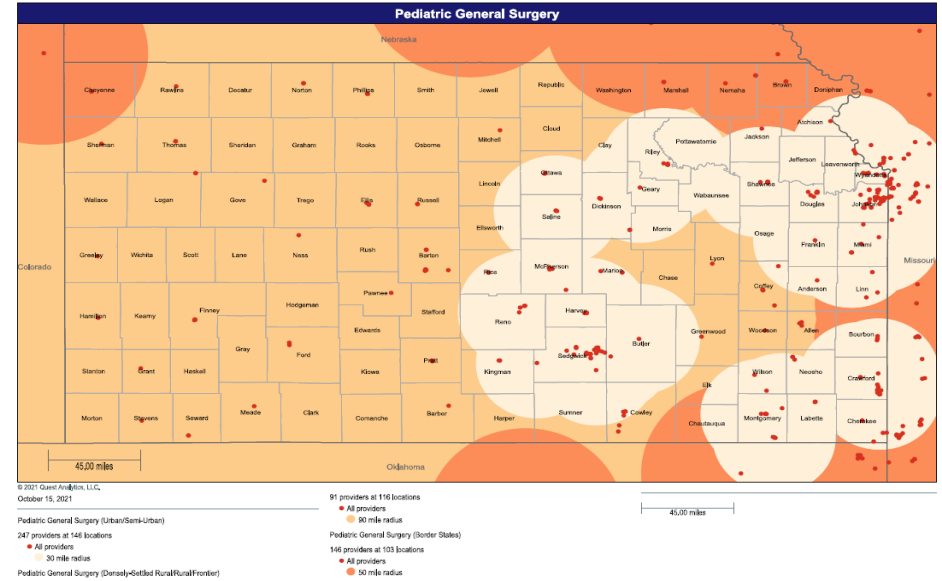 Pediatric General Surgery
Nebraska
Cheyenne Rawlins Decatur Norton Phillips Smith Jewell Republic Washington Marshall Nemaha Brown Doniphan
Sherman Thomas Sheridan Graham Rooks Osborne Mitchell Cloud Clay Riley Pottawatomie Jackson Atchison
Jefferson Leavenworth Wyandotte
Wallace Logan Gove Trego Ellis Russell Lincoln Ottawa Saline Dickinson Geary Wabaunsee Shawnee Douglas Johnson
Ellsworth Morris Osage Franklin Miami
Greeley Wichita Scott Lane Ness Rush Barton Rice McPherson Marion Chase Lyon Coffey Anderson Linn
Colorado
Missouri
Hamilton Kearny Finney Hodgeman Pawnee Stafford Reno Harvey Butler Greenwood Woodson Allen Bourbon
Gray Ford Edwards
Stanton Grant Haskell Kiowa Pratt Kingman Sedgwick Elk Wilson Neosho Crawford
Morton Stevens Seward Meade Clark Comanche Barber Harper Sumner Cowley Chautauqua Montgomery Labette Cherokee
45.00 miles
Oklahoma
© 2021 Quest Analytics, LLC.
October 15, 2021
Pediatric General Surgery (Urban/Semi-Urban)
247 providers at 146 locations
All providers
30 mile radius
Pediatric General Surgery (Densely-Settled Rural/Rural/Frontier)
91 providers at 116 locations
All providers
90 mile radius
Pediatric General Surgery (Border States)
146 providers at 103 locations
All providers
50 mile radius
45.00 miles